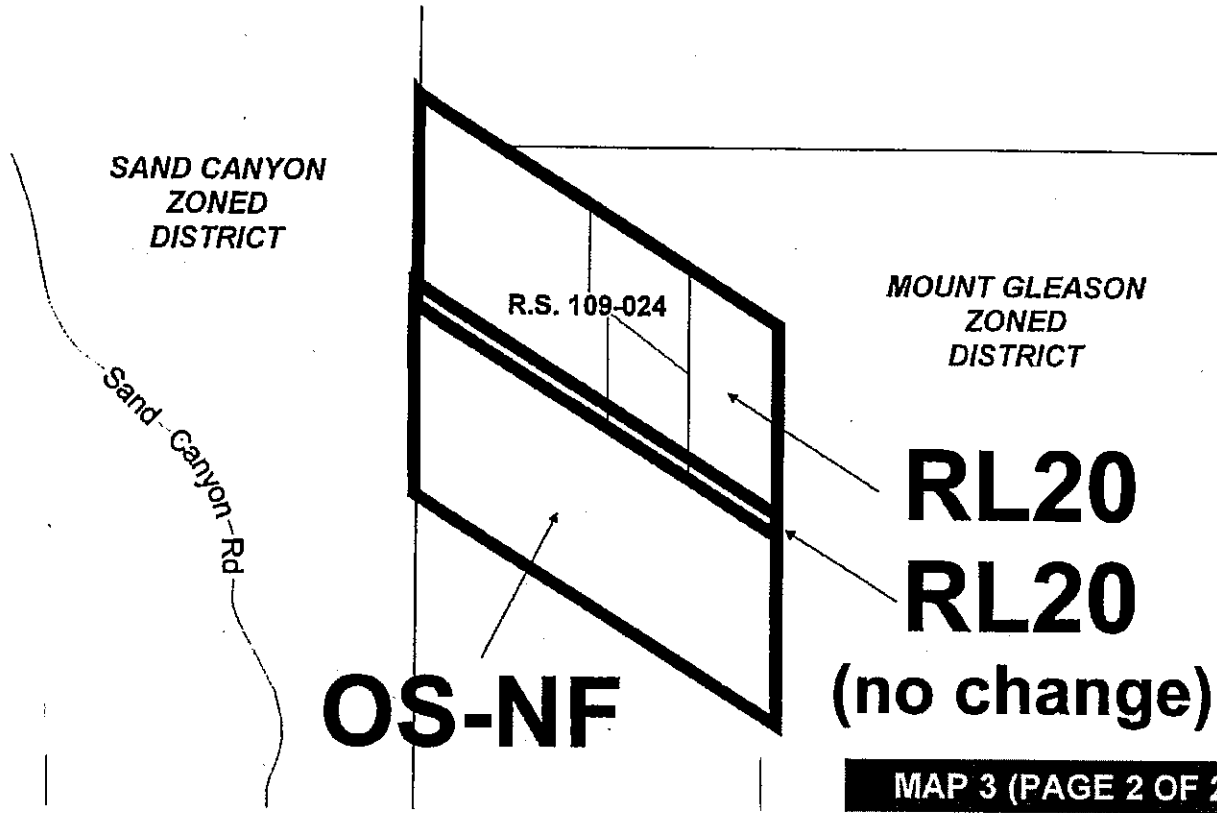 SAND CANYON
ZONED
DISTRICT
R.S. 109-024
MOUNT GLEASON
ZONED
DISTRICT
Sand Canyon Rd
RL20
RL20
(no change)
OS-NF
MAP 3 (PAGE 2 OF 2